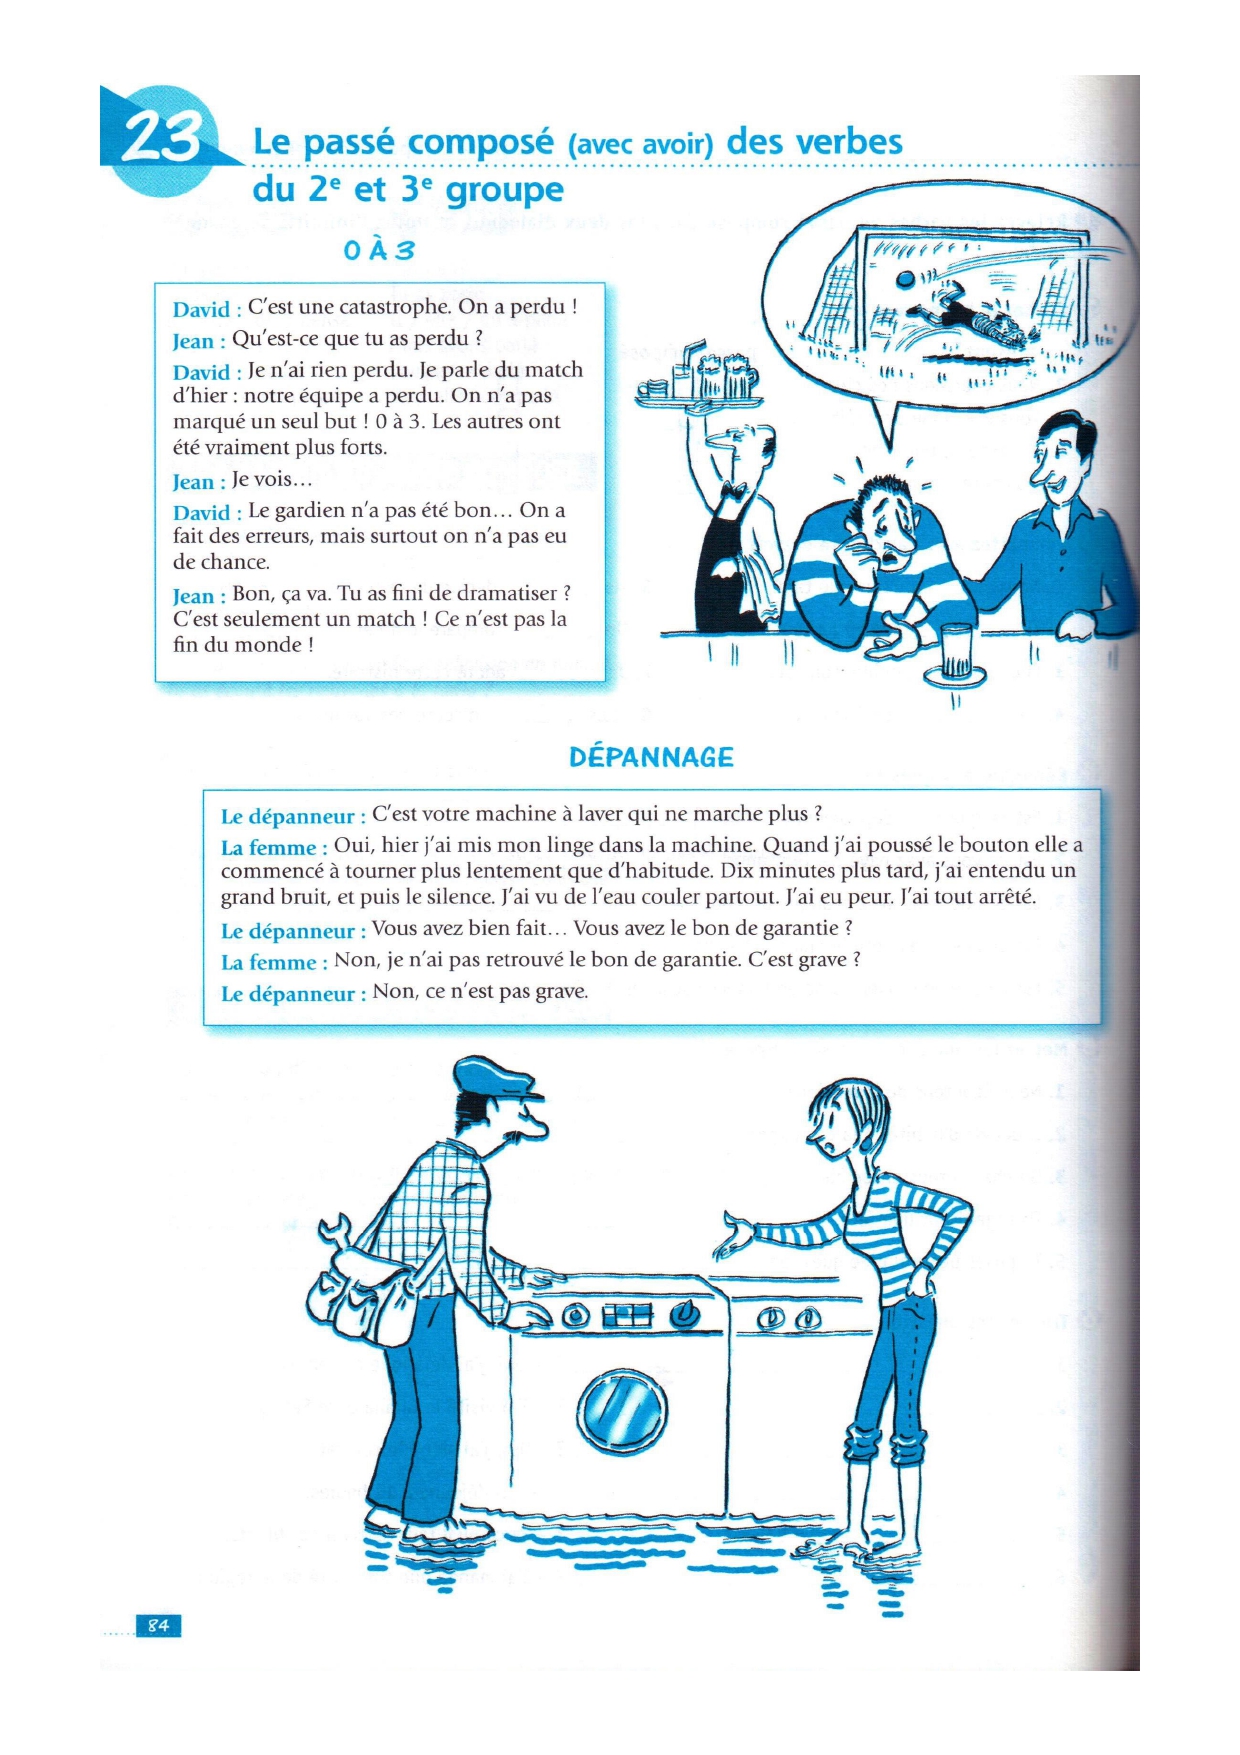 23
Le passé composé (avec avoir) des verbes
du 2e et 3e groupe
0 À 3
David : C'est une catastrophe. On a perdu !
Jean : Qu'est-ce que tu as perdu ?
David : Je n'ai rien perdu. Je parle du match
d'hier : notre équipe a perdu. On n'a pas
marqué un seul but ! 0 à 3. Les autres ont
été vraiment plus forts.
Jean : Je vois...
David : Le gardien n'a pas été bon... On a
fait des erreurs, mais surtout on n'a pas eu
de chance.
Jean : Bon, ça va. Tu as fini de dramatiser ?
C'est seulement un match ! Ce n'est pas la
fin du monde !
DÉPANNAGE
Le dépanneur : C'est votre machine à laver qui ne marche plus ?
La femme : Oui, hier j'ai mis mon linge dans la machine. Quand j'ai poussé le bouton elle a
commencé à tourner plus lentement que d'habitude. Dix minutes plus tard, j'ai entendu un
grand bruit, et puis le silence. J'ai vu de l'eau couler partout. J'ai eu peur. J'ai tout arrêté.
Le dépanneur : Vous avez bien fait... Vous avez le bon de garantie ?
La femme : Non, je n'ai pas retrouvé le bon de garantie. C'est grave ?
Le dépanneur : Non, ce n'est pas grave.
84